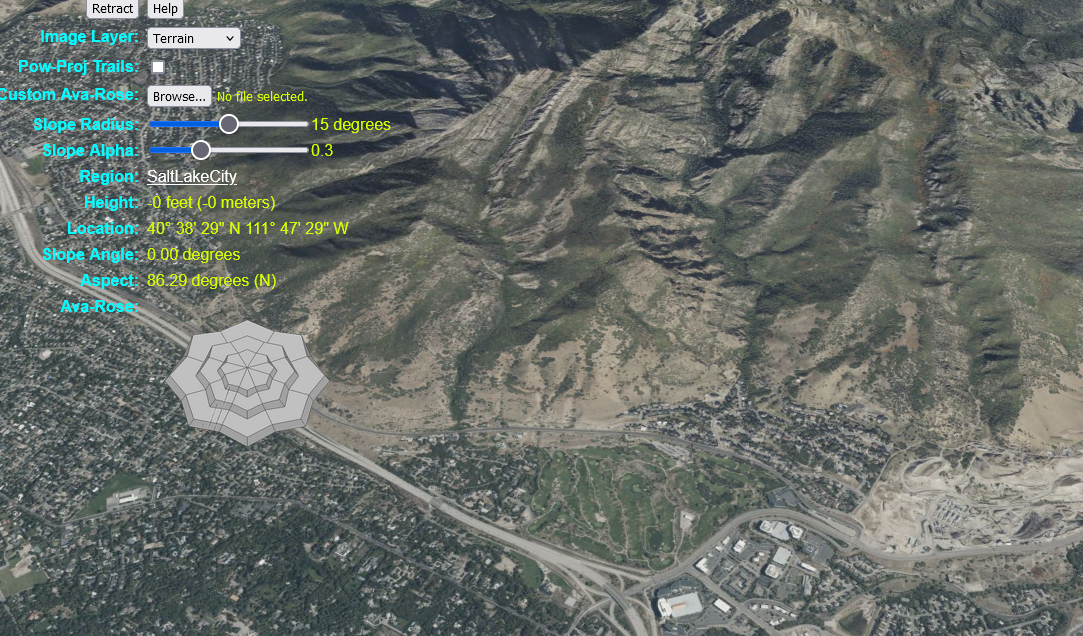 Retract Help
Image Layer: Terrain
Pow-Proj Trails:
Custom Ava-Rose: Browse... No file selected.
Slope Radius: 15 degrees
Slope Alpha: 0.3
Region: SaltLakeCity
Height: -0 feet (-0 meters)
Location: 40° 38' 29" N 111° 47' 29" W
Slope Angle: 0.00 degrees
Aspect: 86.29 degrees (N)
Ava-Rose: